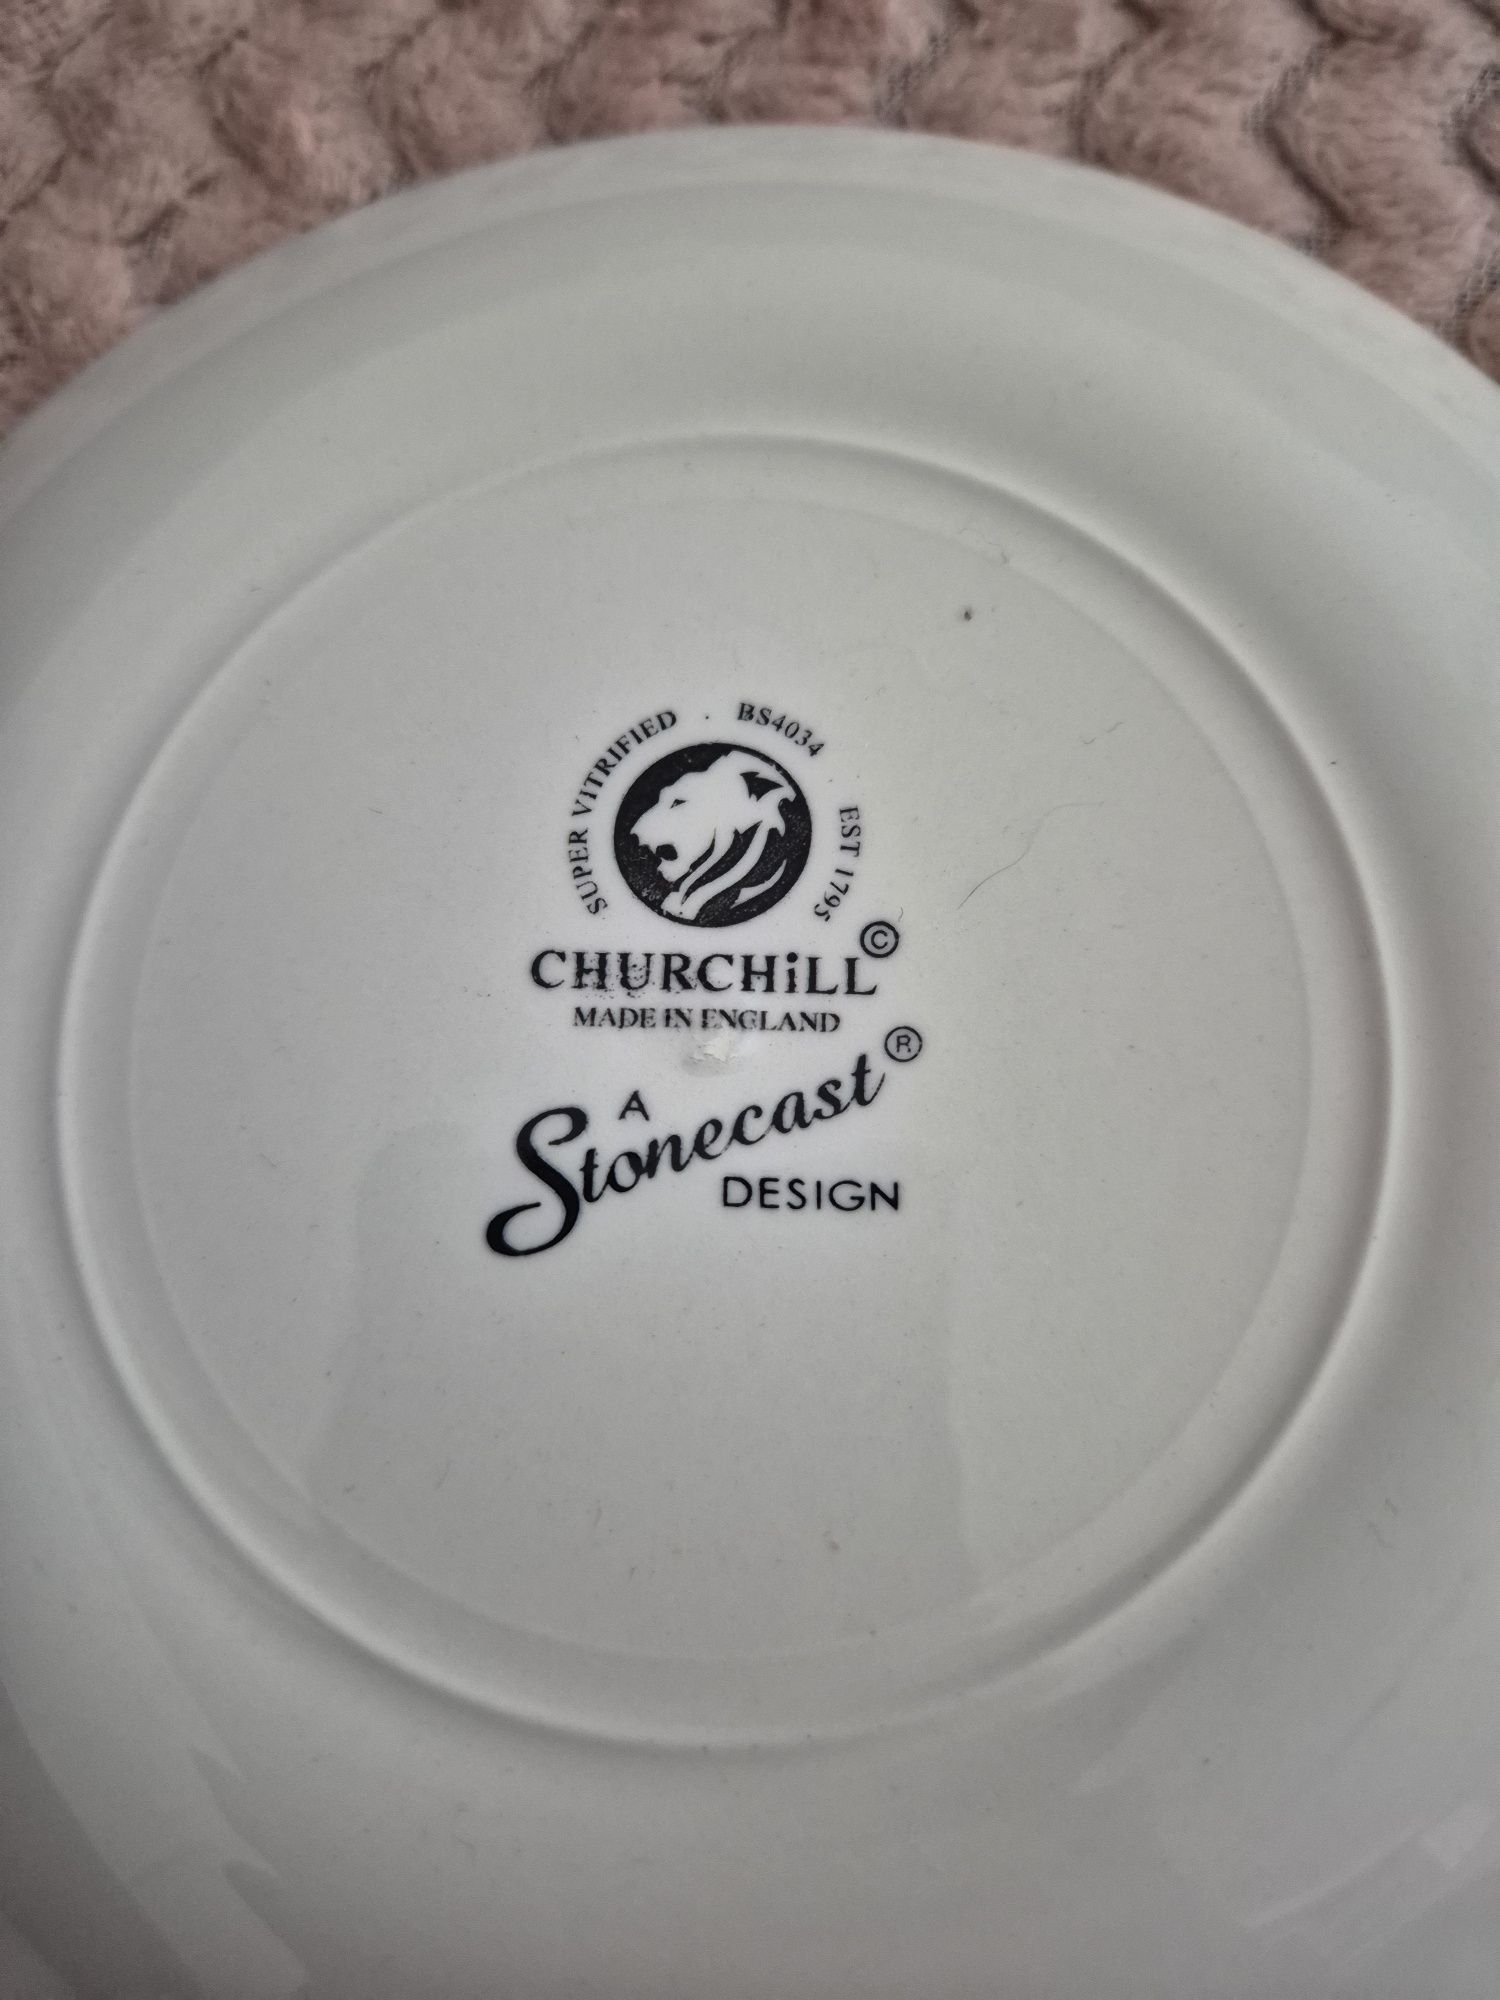 SUPER VITRIFIED · BS4034
EST 1795
CHURCHiLL ©
MADE IN ENGLAND
A
Stonecast ®
DESIGN